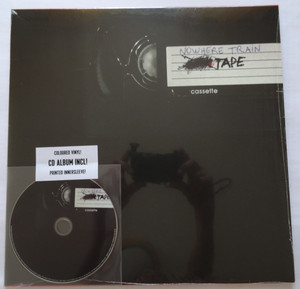 NOWHERE TRAIN
TAPE
cassette
COLOURED VINYL!
CD ALBUM INCL!
PRINTED INNERSLEEVE!
TAPE
cassette